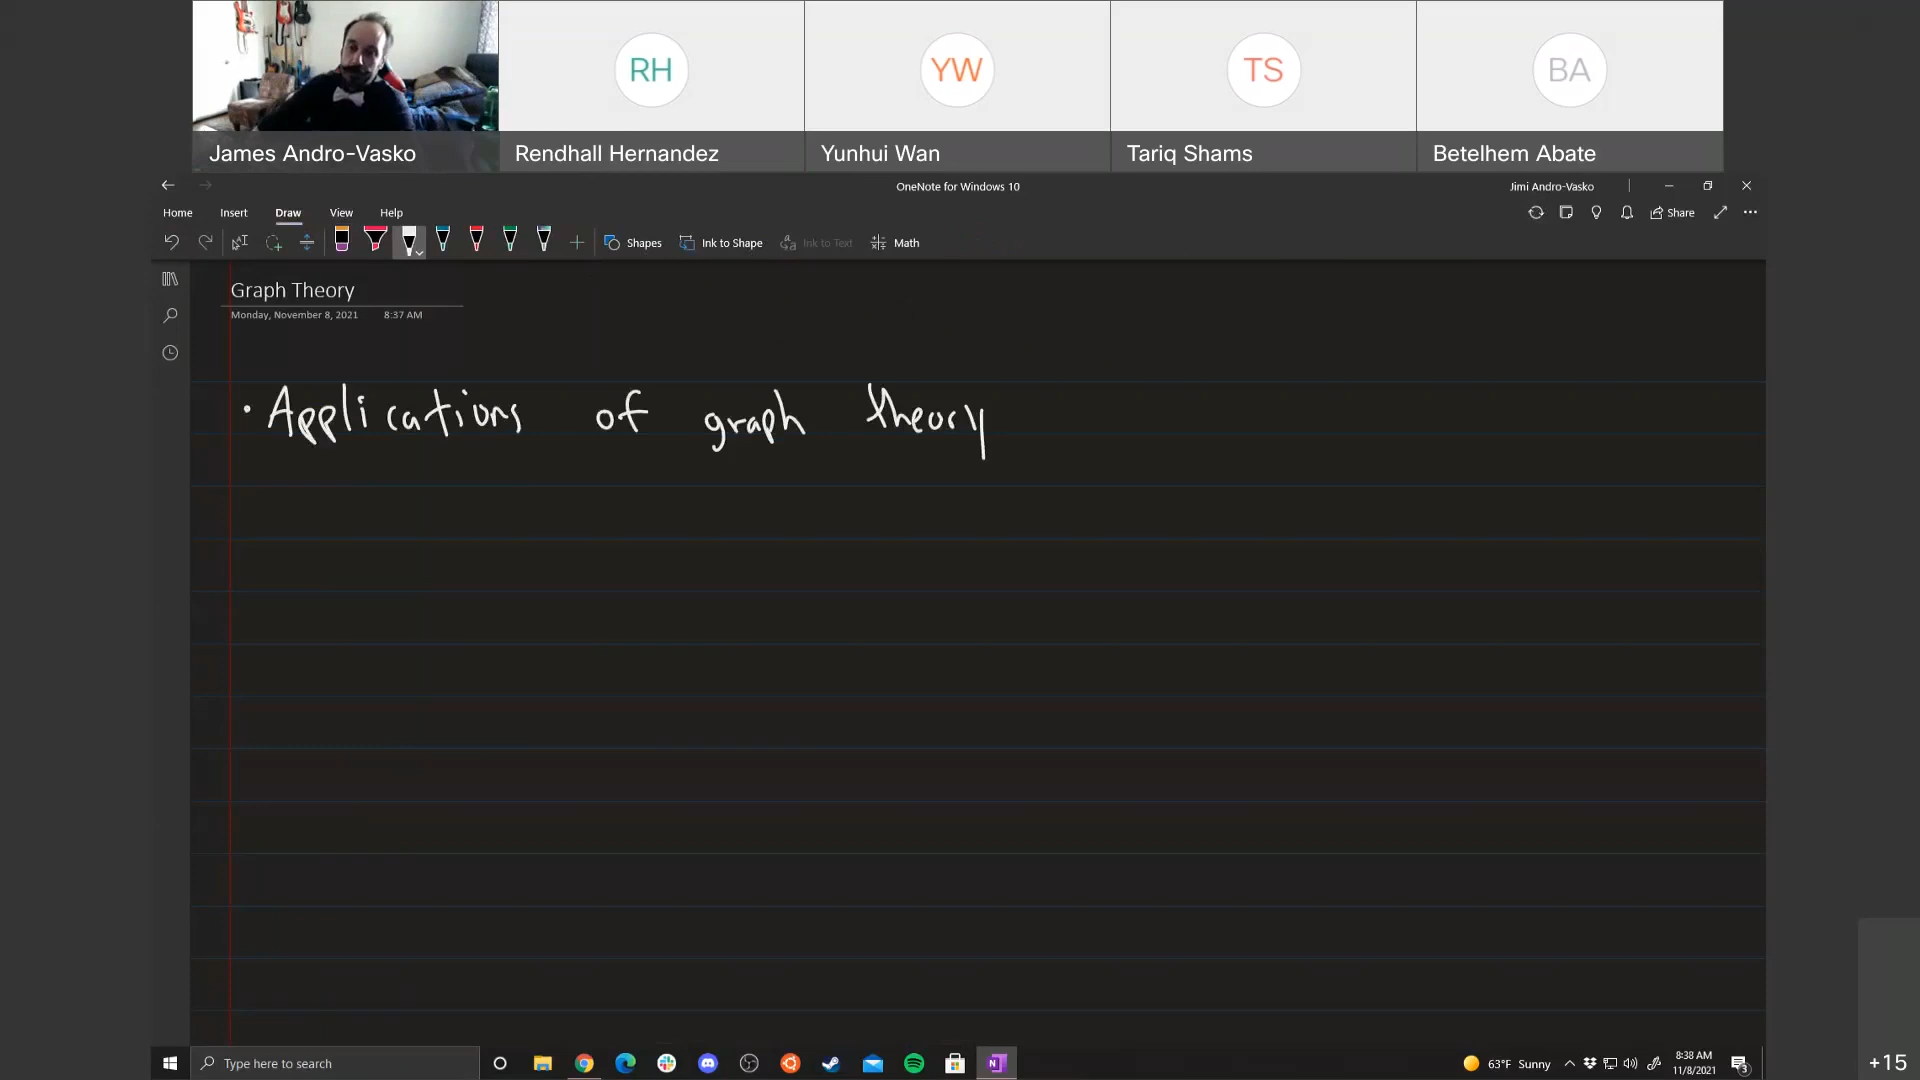 RH
YW
TS
BA
James Andro-Vasko
Rendhall Hernandez
Yunhui Wan
Tariq Shams
Betelhem Abate
OneNote for Windows 10
Jimi Andro-Vasko
Home Insert Draw View Help
Share
Shapes
Ink to Shape
Ink to Text
Math
Graph Theory
Monday, November 8, 2021 8:37 AM
• Applications of graph theory
Type here to search
63°F Sunny
8:38 AM
11/8/2021
3
+15